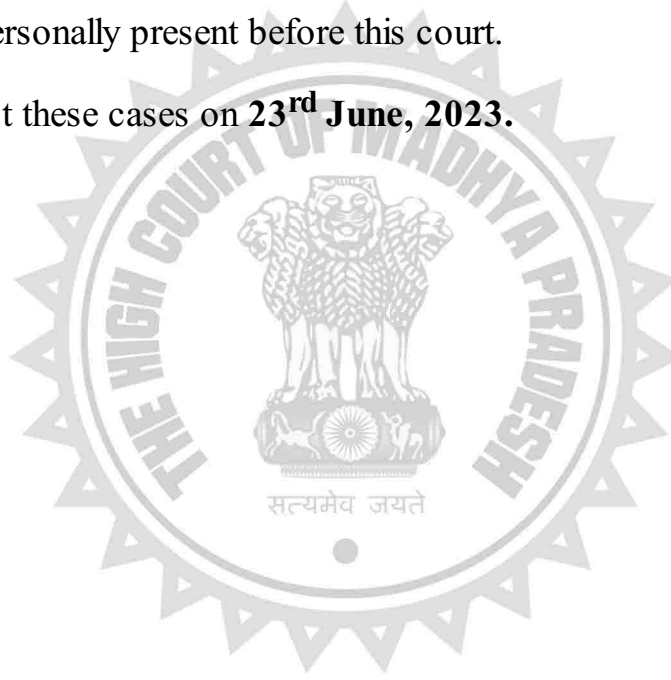 ersonally present before this court.
t these cases on 23rd June, 2023.
THE HIGH COURT OF MADHYA PRADESH
सत्यमेव जयते